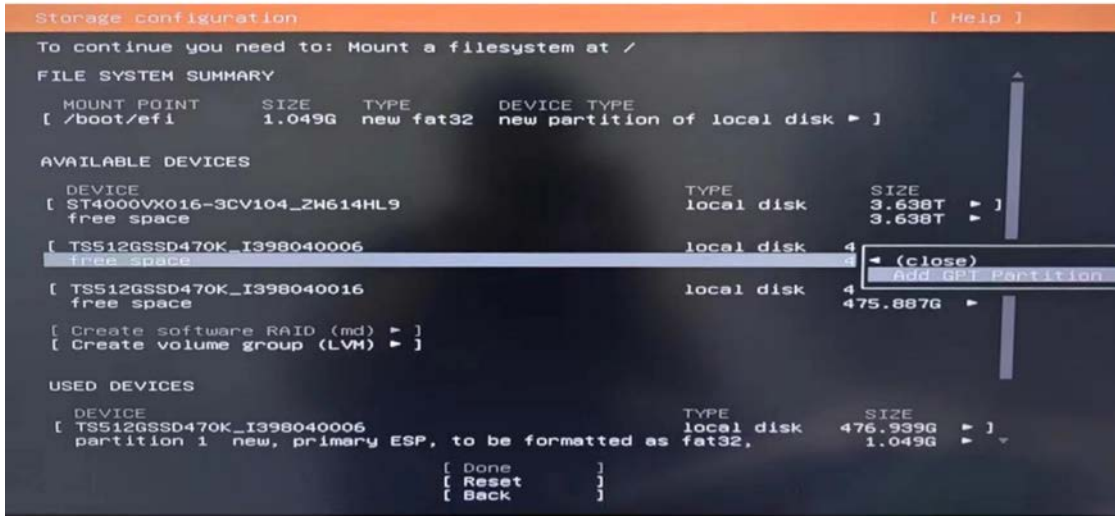 Storage configuration [ Help ]
To continue you need to: Mount a filesystem at /
FILE SYSTEM SUMMARY
MOUNT POINT SIZE TYPE DEVICE TYPE
[ /boot/efi 1.049G new fat32 new partition of local disk ► ]
AVAILABLE DEVICES
DEVICE TYPE SIZE
[ ST4000VX016-3CV104_ZW614HL9 local disk 3.638T ► ]
free space 3.638T ►
[ TS512GSSD470K_I398040006 local disk 4
free space 4
◄ (close)
Add GPT Partition
[ TS512GSSD470K_I398040016 local disk 4
free space 475.887G ►
[ Create software RAID (md) ► ]
[ Create volume group (LVM) ► ]
USED DEVICES
DEVICE TYPE SIZE
[ TS512GSSD470K_I398040006 local disk 476.939G ► ]
partition 1 new, primary ESP, to be formatted as fat32, 1.049G ►
[ Done ]
[ Reset ]
[ Back ]